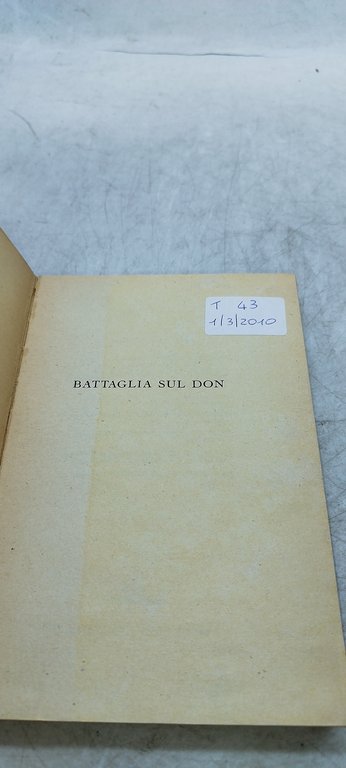 T 43
1/3/2010
BATTAGLIA SUL DON